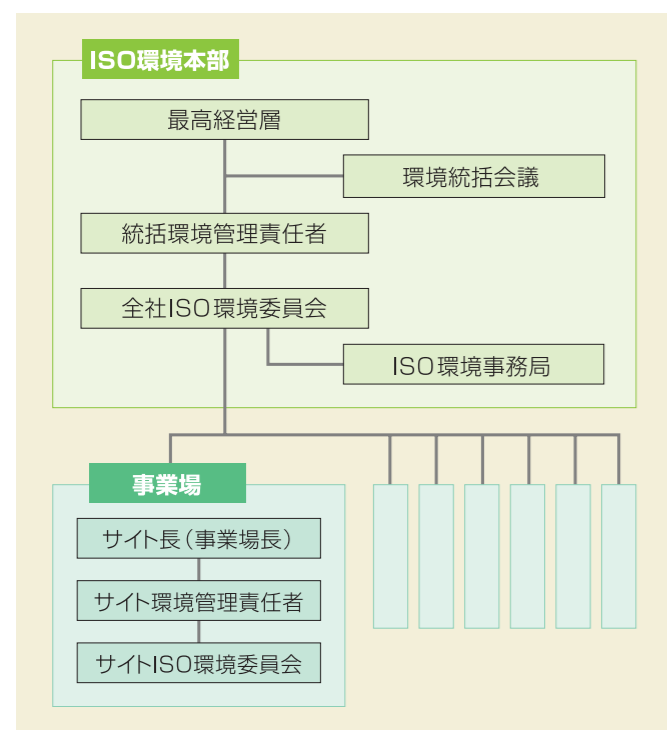 ISO環境本部
最高経営層
環境統括会議
統括環境管理責任者
全社ISO環境委員会
ISO環境事務局
事業場
サイト長(事業場長)
サイト環境管理責任者
サイトISO環境委員会